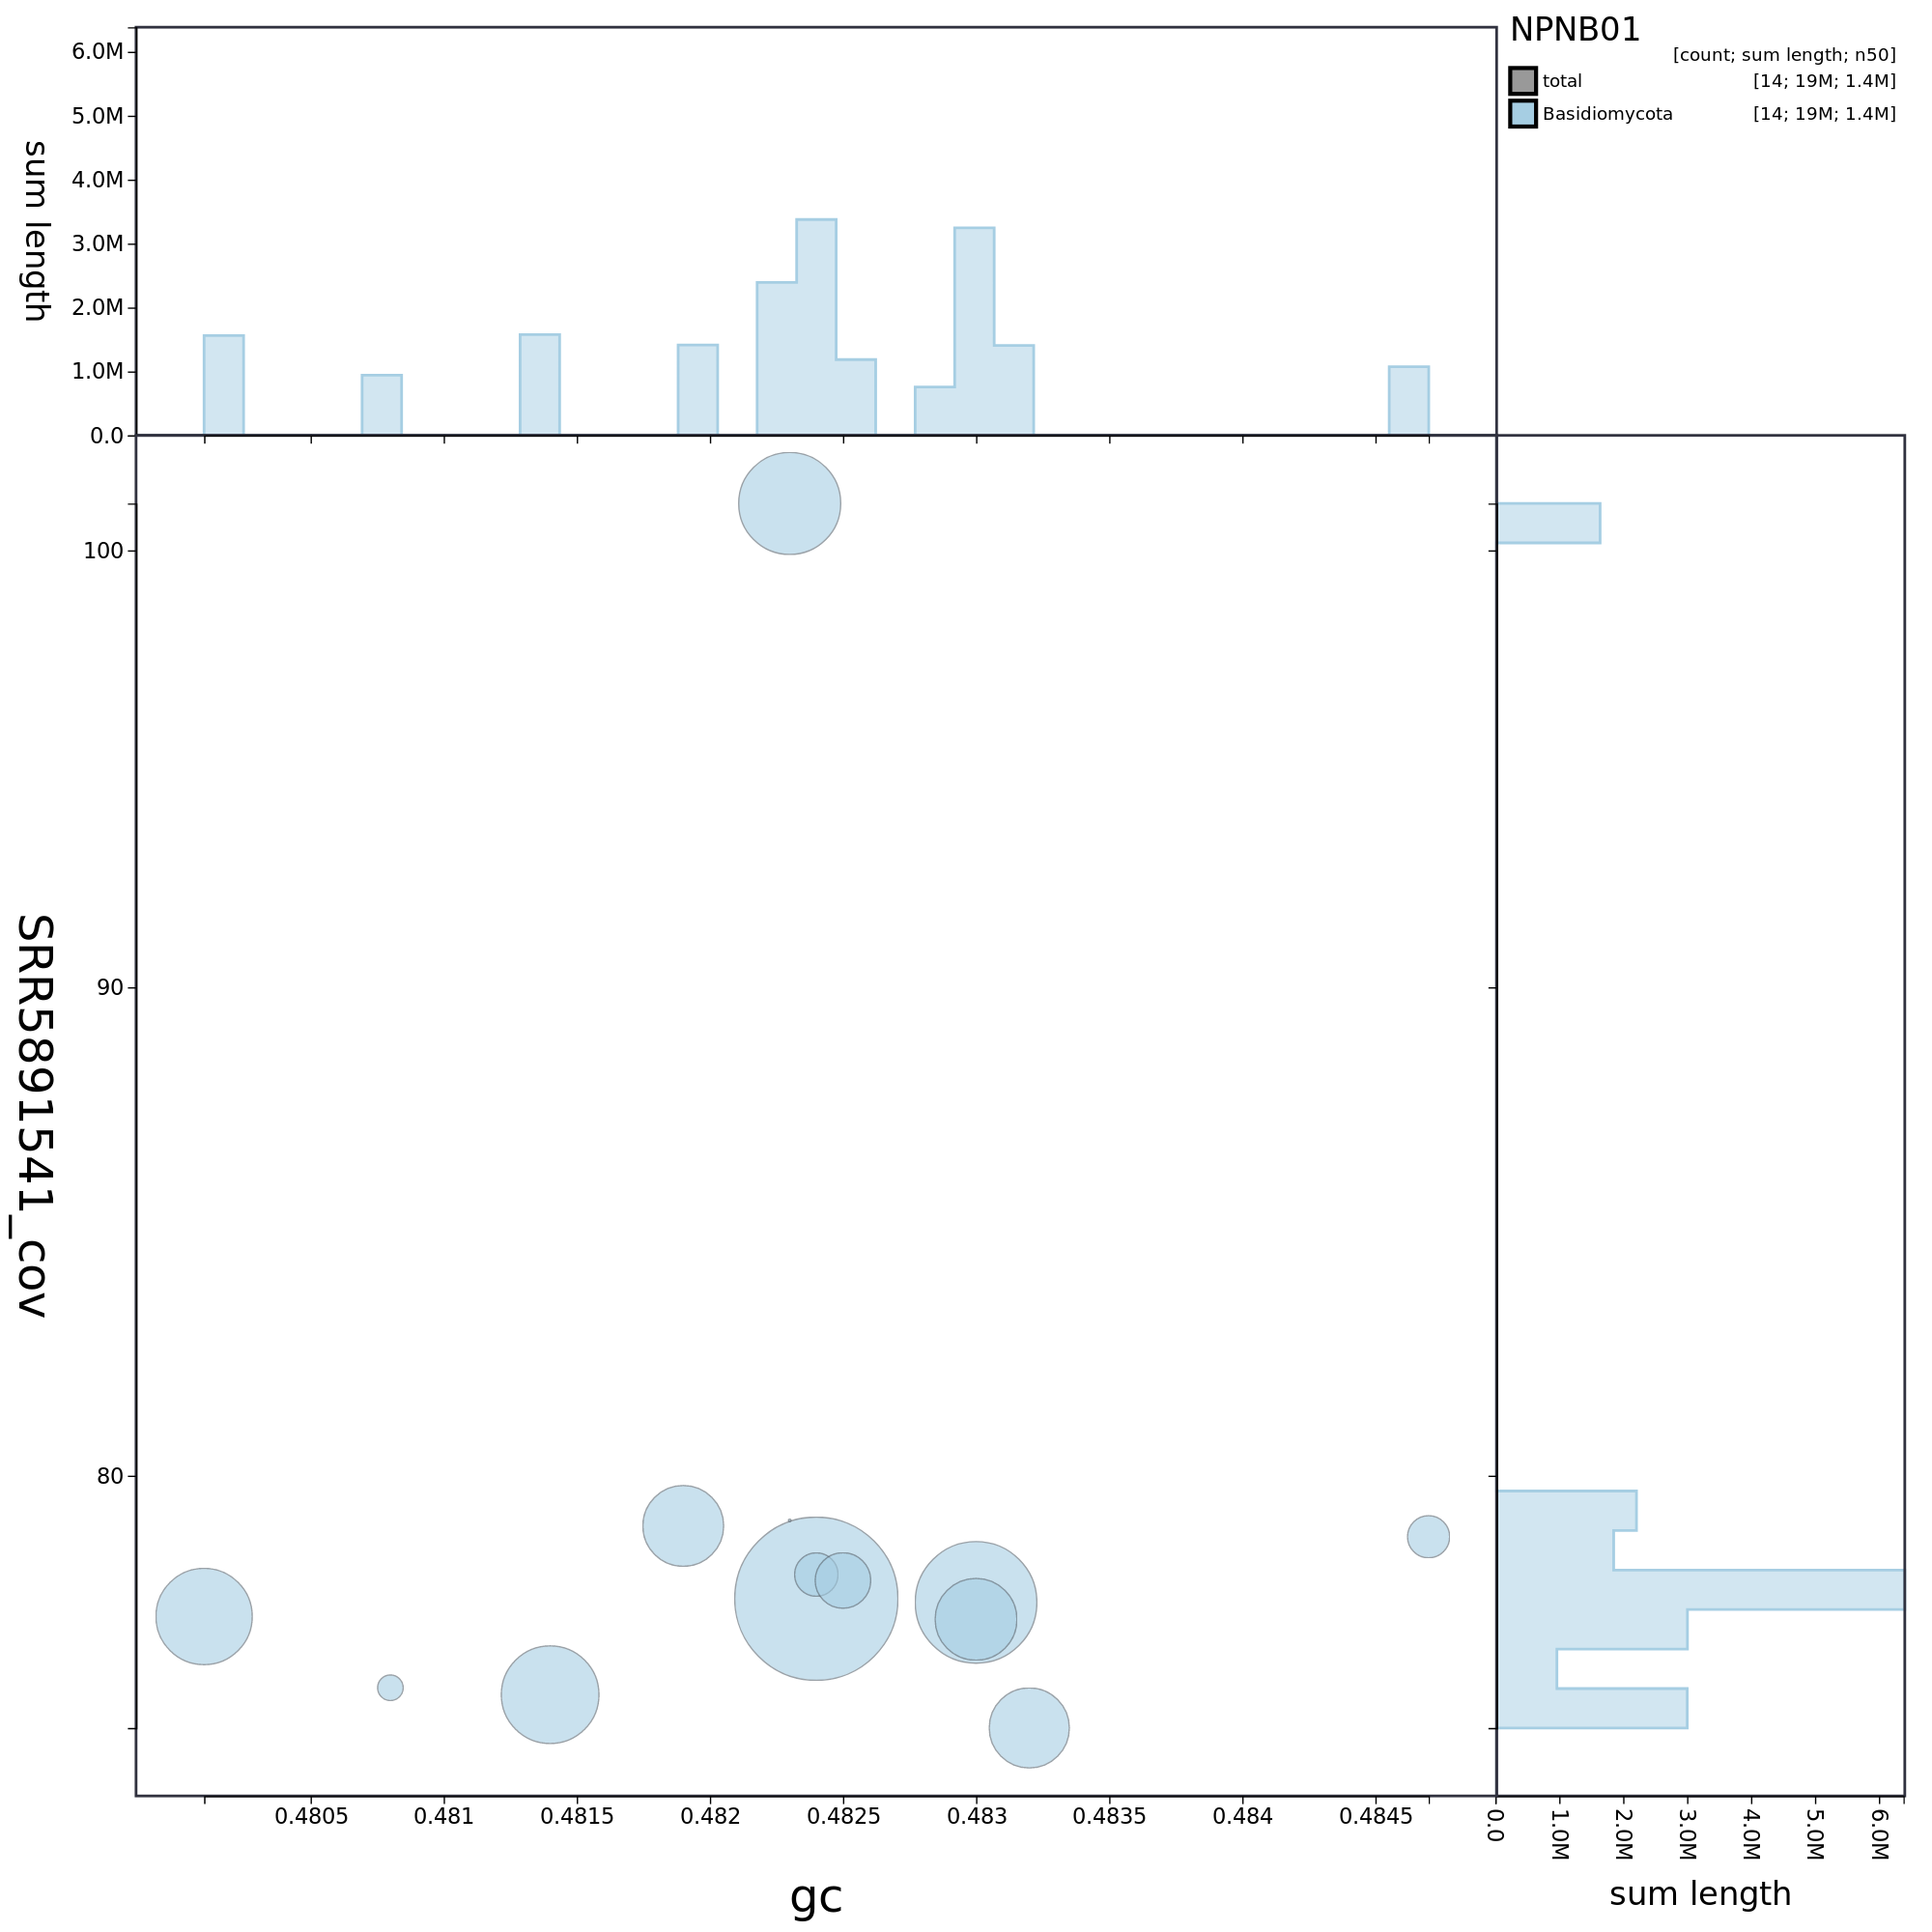 NPNB01
[count; sum length; n50]
total [14; 19M; 1.4M]
Basidiomycota [14; 19M; 1.4M]
sum length
6.0M
5.0M
4.0M
3.0M
2.0M
1.0M
0.0
SRR5891541_cov
100
90
80
0.4805 0.481 0.4815 0.482 0.4825 0.483 0.4835 0.484 0.4845
gc
0.0 1.0M 2.0M 3.0M 4.0M 5.0M 6.0M
sum length